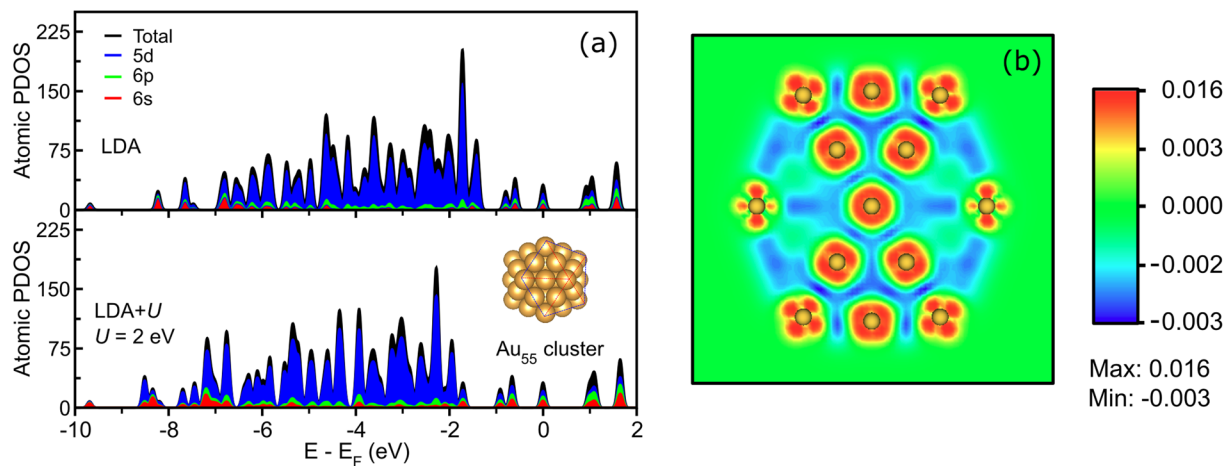 (a)
225
150
75
0
Atomic PDOS
Total
5d
6p
6s
LDA
225
150
75
0
Atomic PDOS
LDA+U
U = 2 eV
Au₅₅ cluster
-10
-8
-6
-4
-2
0
2
E - E_F (eV)
(b)
0.016
0.003
0.000
−0.002
−0.003
Max: 0.016
Min: -0.003